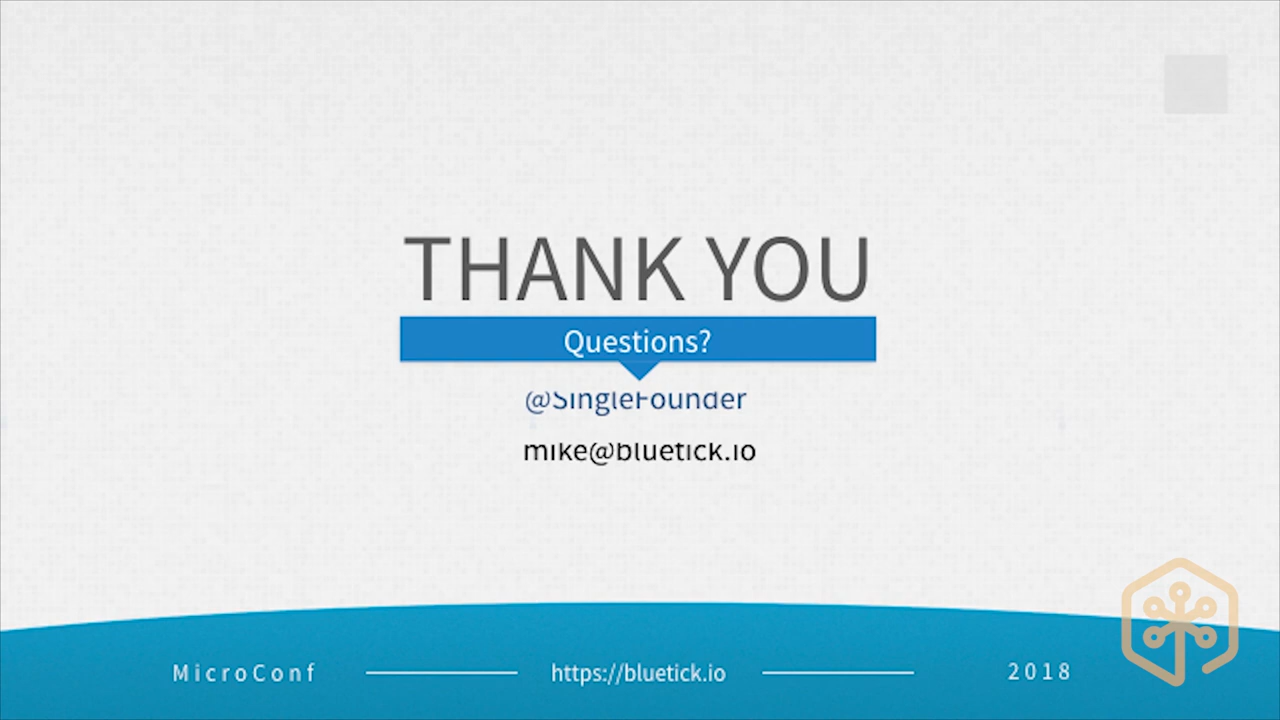 THANK YOU
Questions?
@SingleFounder
mike@bluetick.io
MicroConf
https://bluetick.io
2018